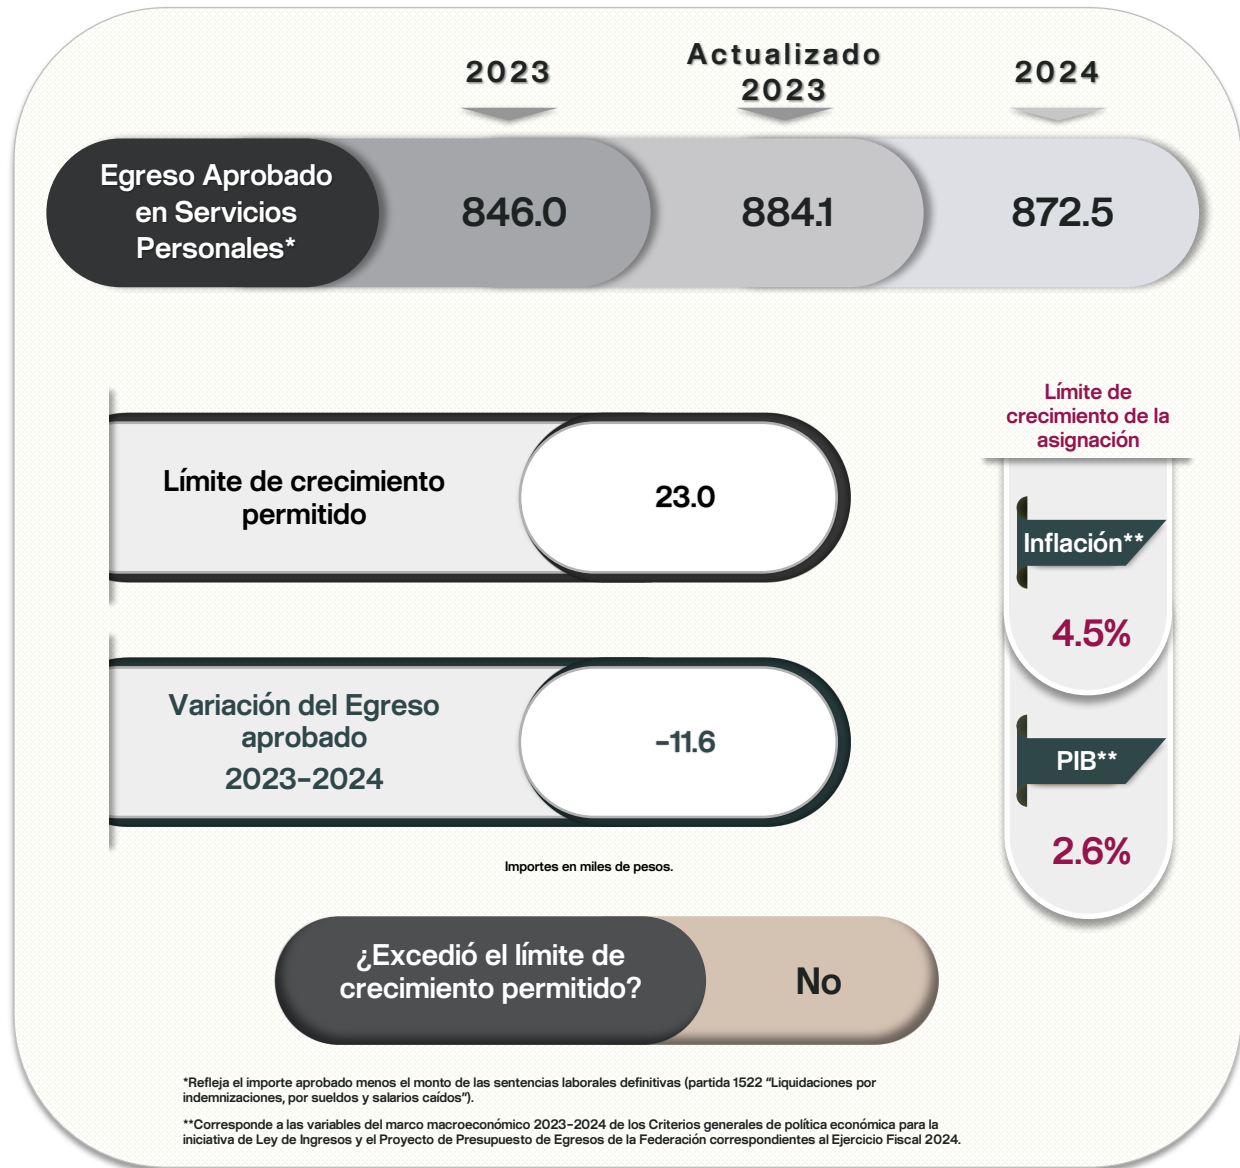 2023
Actualizado
2023
2024
Egreso Aprobado
en Servicios
Personales*
846.0
884.1
872.5
Límite de crecimiento
permitido
23.0
Límite de
crecimiento de la
asignación
Inflación**
4.5%
Variación del Egreso
aprobado
2023-2024
-11.6
PIB**
2.6%
Importes en miles de pesos.
¿Excedió el límite de
crecimiento permitido?
No
*Refleja el importe aprobado menos el monto de las sentencias laborales definitivas (partida 1522 "Liquidaciones por
indemnizaciones, por sueldos y salarios caídos").
**Corresponde a las variables del marco macroeconómico 2023-2024 de los Criterios generales de política económica para la
iniciativa de Ley de Ingresos y el Proyecto de Presupuesto de Egresos de la Federación correspondientes al Ejercicio Fiscal 2024.